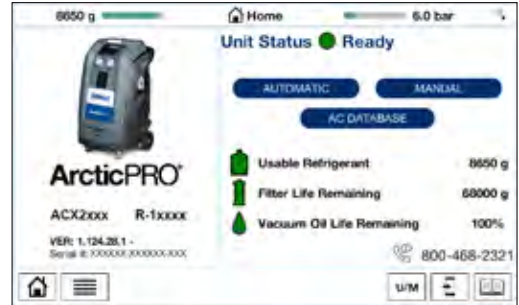 8650 g Home 6.0 bar
Unit Status Ready
AUTOMATIC MANUAL
AC DATABASE
Usable Refrigerant 8650 g
ArcticPRO®
Filter Life Remaining 68000 g
ACX2xxx R-1xxxx
Vacuum Oil Life Remaining 100%
VER: 1.124.28.1 -
800-468-2321
U/M